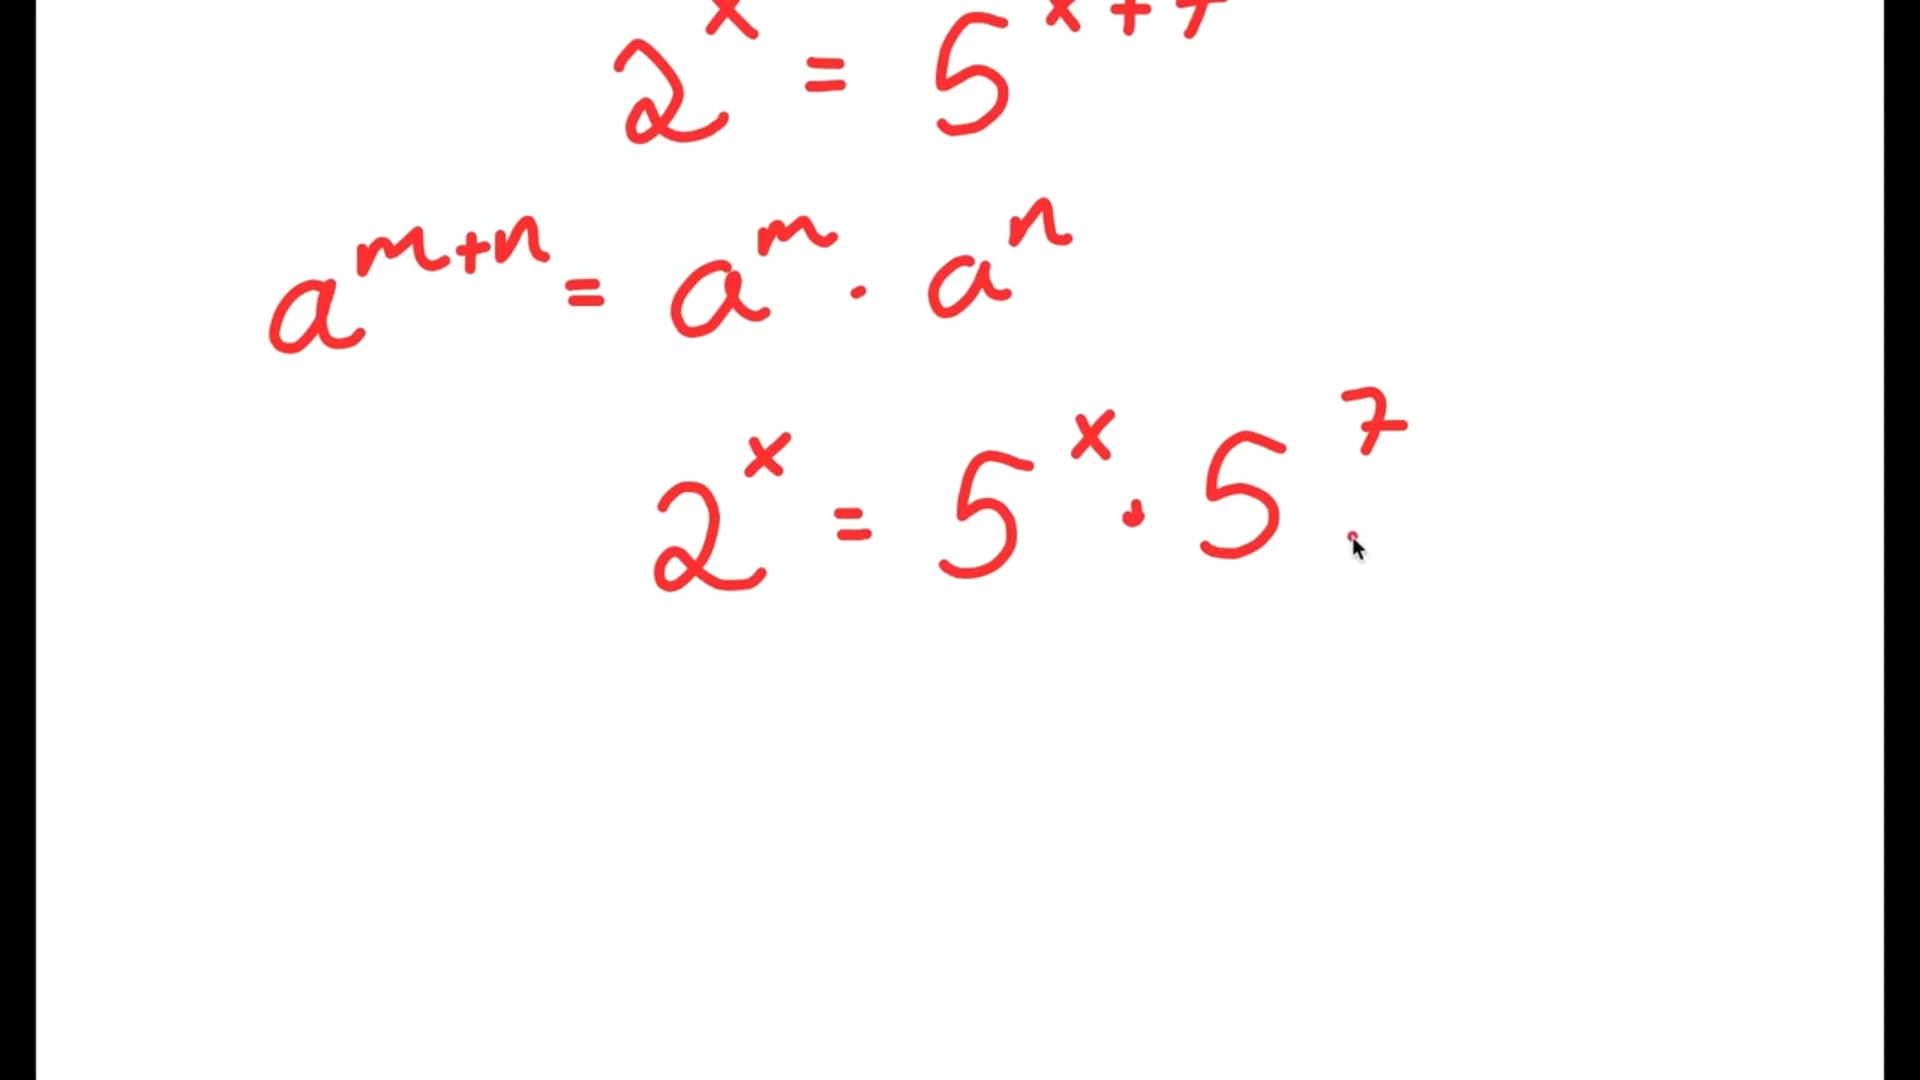 2^x = 5^{x+7}
a^{m+n} = a^m · a^n
2^x = 5^x · 5^7